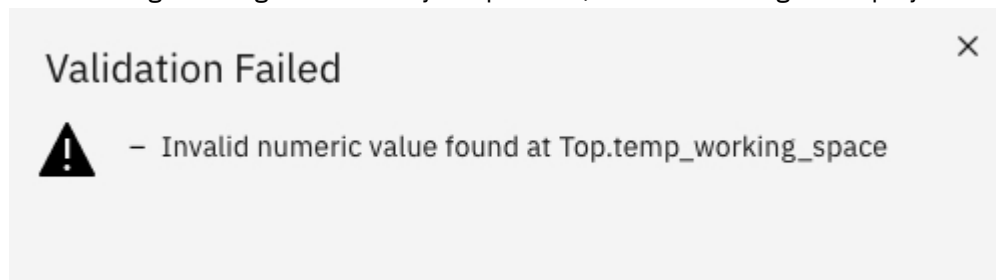 Validation Failed
– Invalid numeric value found at Top.temp_working_space